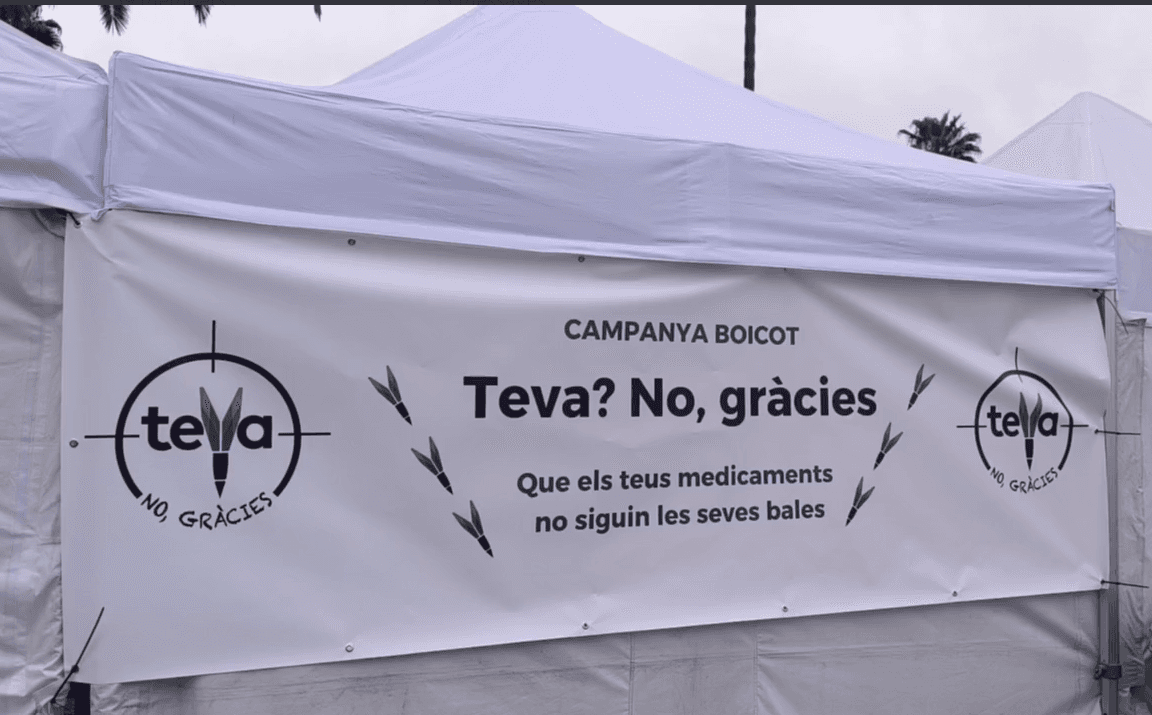 teva
NO, GRÀCIES
CAMPANYA BOICOT
Teva? No, gràcies
Que els teus medicaments
no siguin les seves bales
teva
NO, GRÀCIES